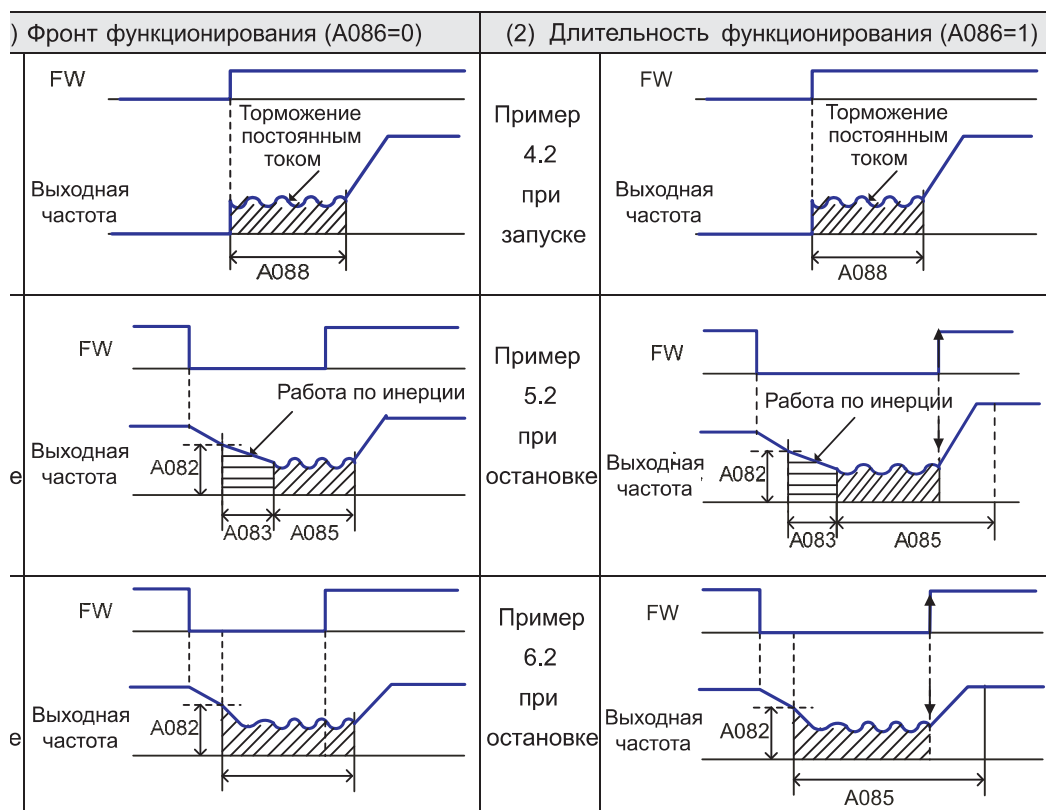 ) Фронт функционирования (А086=0)
(2) Длительность функционирования (А086=1)
FW
Торможение
постоянным
током
Выходная
частота
A088
Пример
4.2
при
запуске
FW
Торможение
постоянным
током
Выходная
частота
A088
е
FW
Работа по инерции
Выходная
частота
A082
A083
A085
Пример
5.2
при
остановке
FW
Работа по инерции
Выходная
частота
A082
A083
A085
е
FW
Выходная
частота
A082
Пример
6.2
при
остановке
FW
Выходная
частота
A082
A085